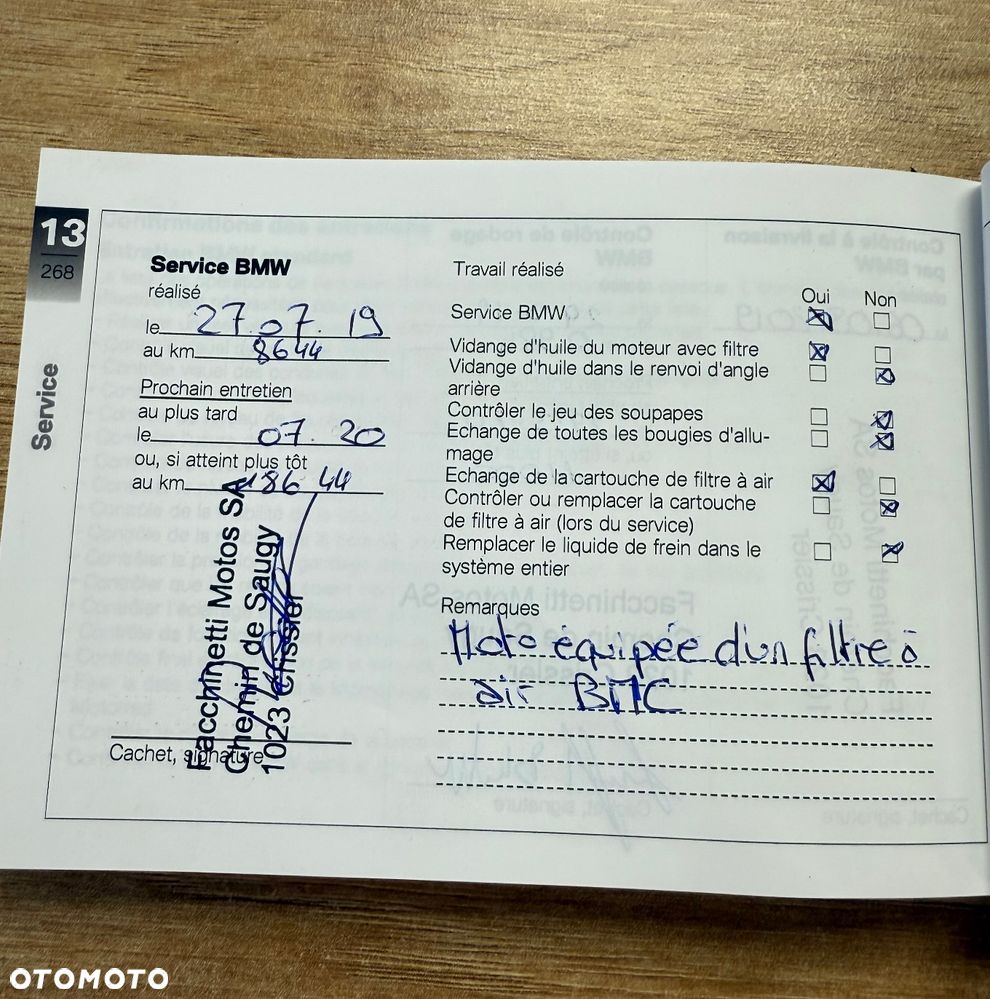 13
268
Service
Service BMW
réalisé
le 27.07.19
au km 8644
Prochain entretien
au plus tard
le 07.20
ou, si atteint plus tôt
au km 18644
Facchinetti Motos SA
Chemin de Saugy
1023 Crissier
Cachet, signature
Travail réalisé
Oui Non
Service BMW
Vidange d'huile du moteur avec filtre
Vidange d'huile dans le renvoi d'angle
arrière
Contrôler le jeu des soupapes
Echange de toutes les bougies d'allu-
mage
Echange de la cartouche de filtre à air
Contrôler ou remplacer la cartouche
de filtre à air (lors du service)
Remplacer le liquide de frein dans le
système entier
Remarques
Moto équipée d'un filtre à
air BMC
OTOMOTO